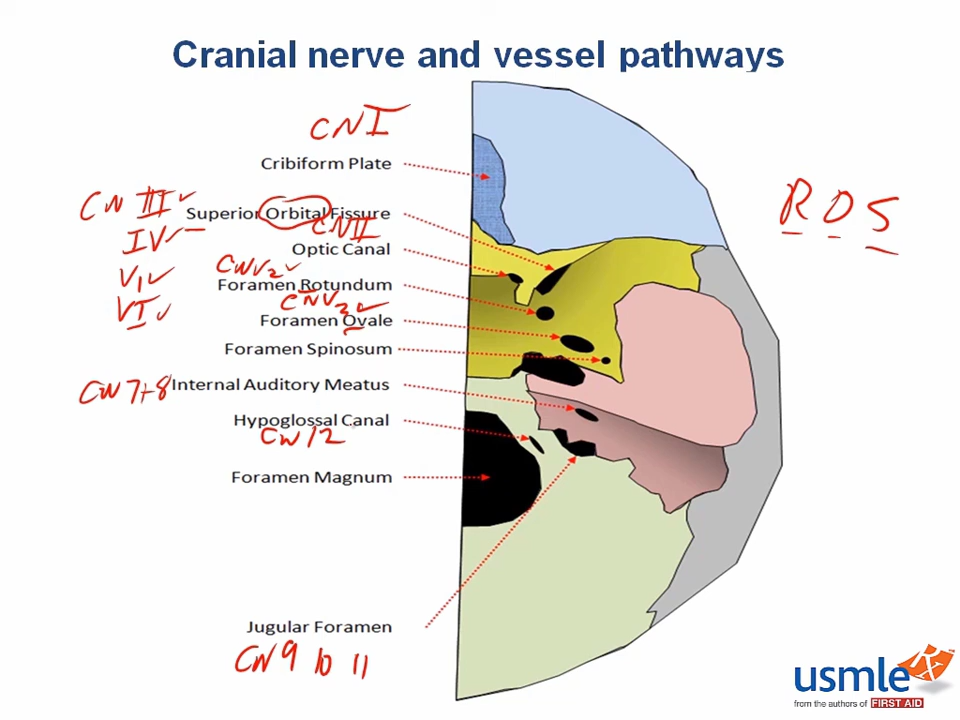 Cranial nerve and vessel pathways
CN I
Cribiform Plate
CN III
Superior Orbital Fissure
CN II
IV
Optic Canal
CN V2
V1
Foramen Rotundum
CN V3
VI
Foramen Ovale
Foramen Spinosum
CN 7+8
Internal Auditory Meatus
Hypoglossal Canal
CN 12
Foramen Magnum
Jugular Foramen
CN 9 10 11
R O S
usmle Rx
from the authors of FIRST AID